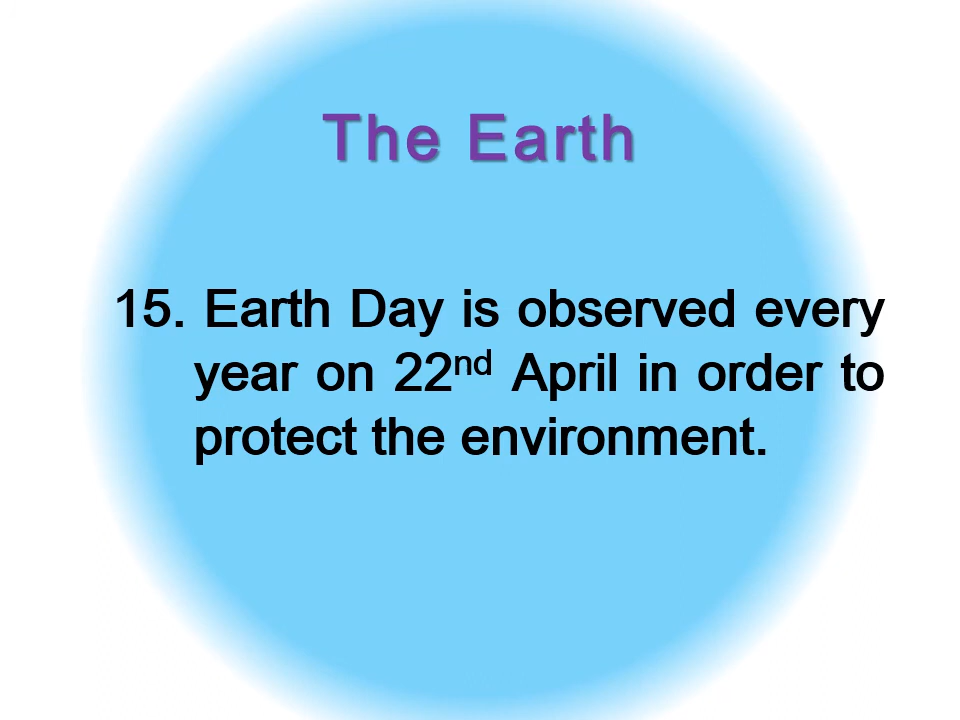 The Earth
15. Earth Day is observed every
year on 22nd April in order to
protect the environment.